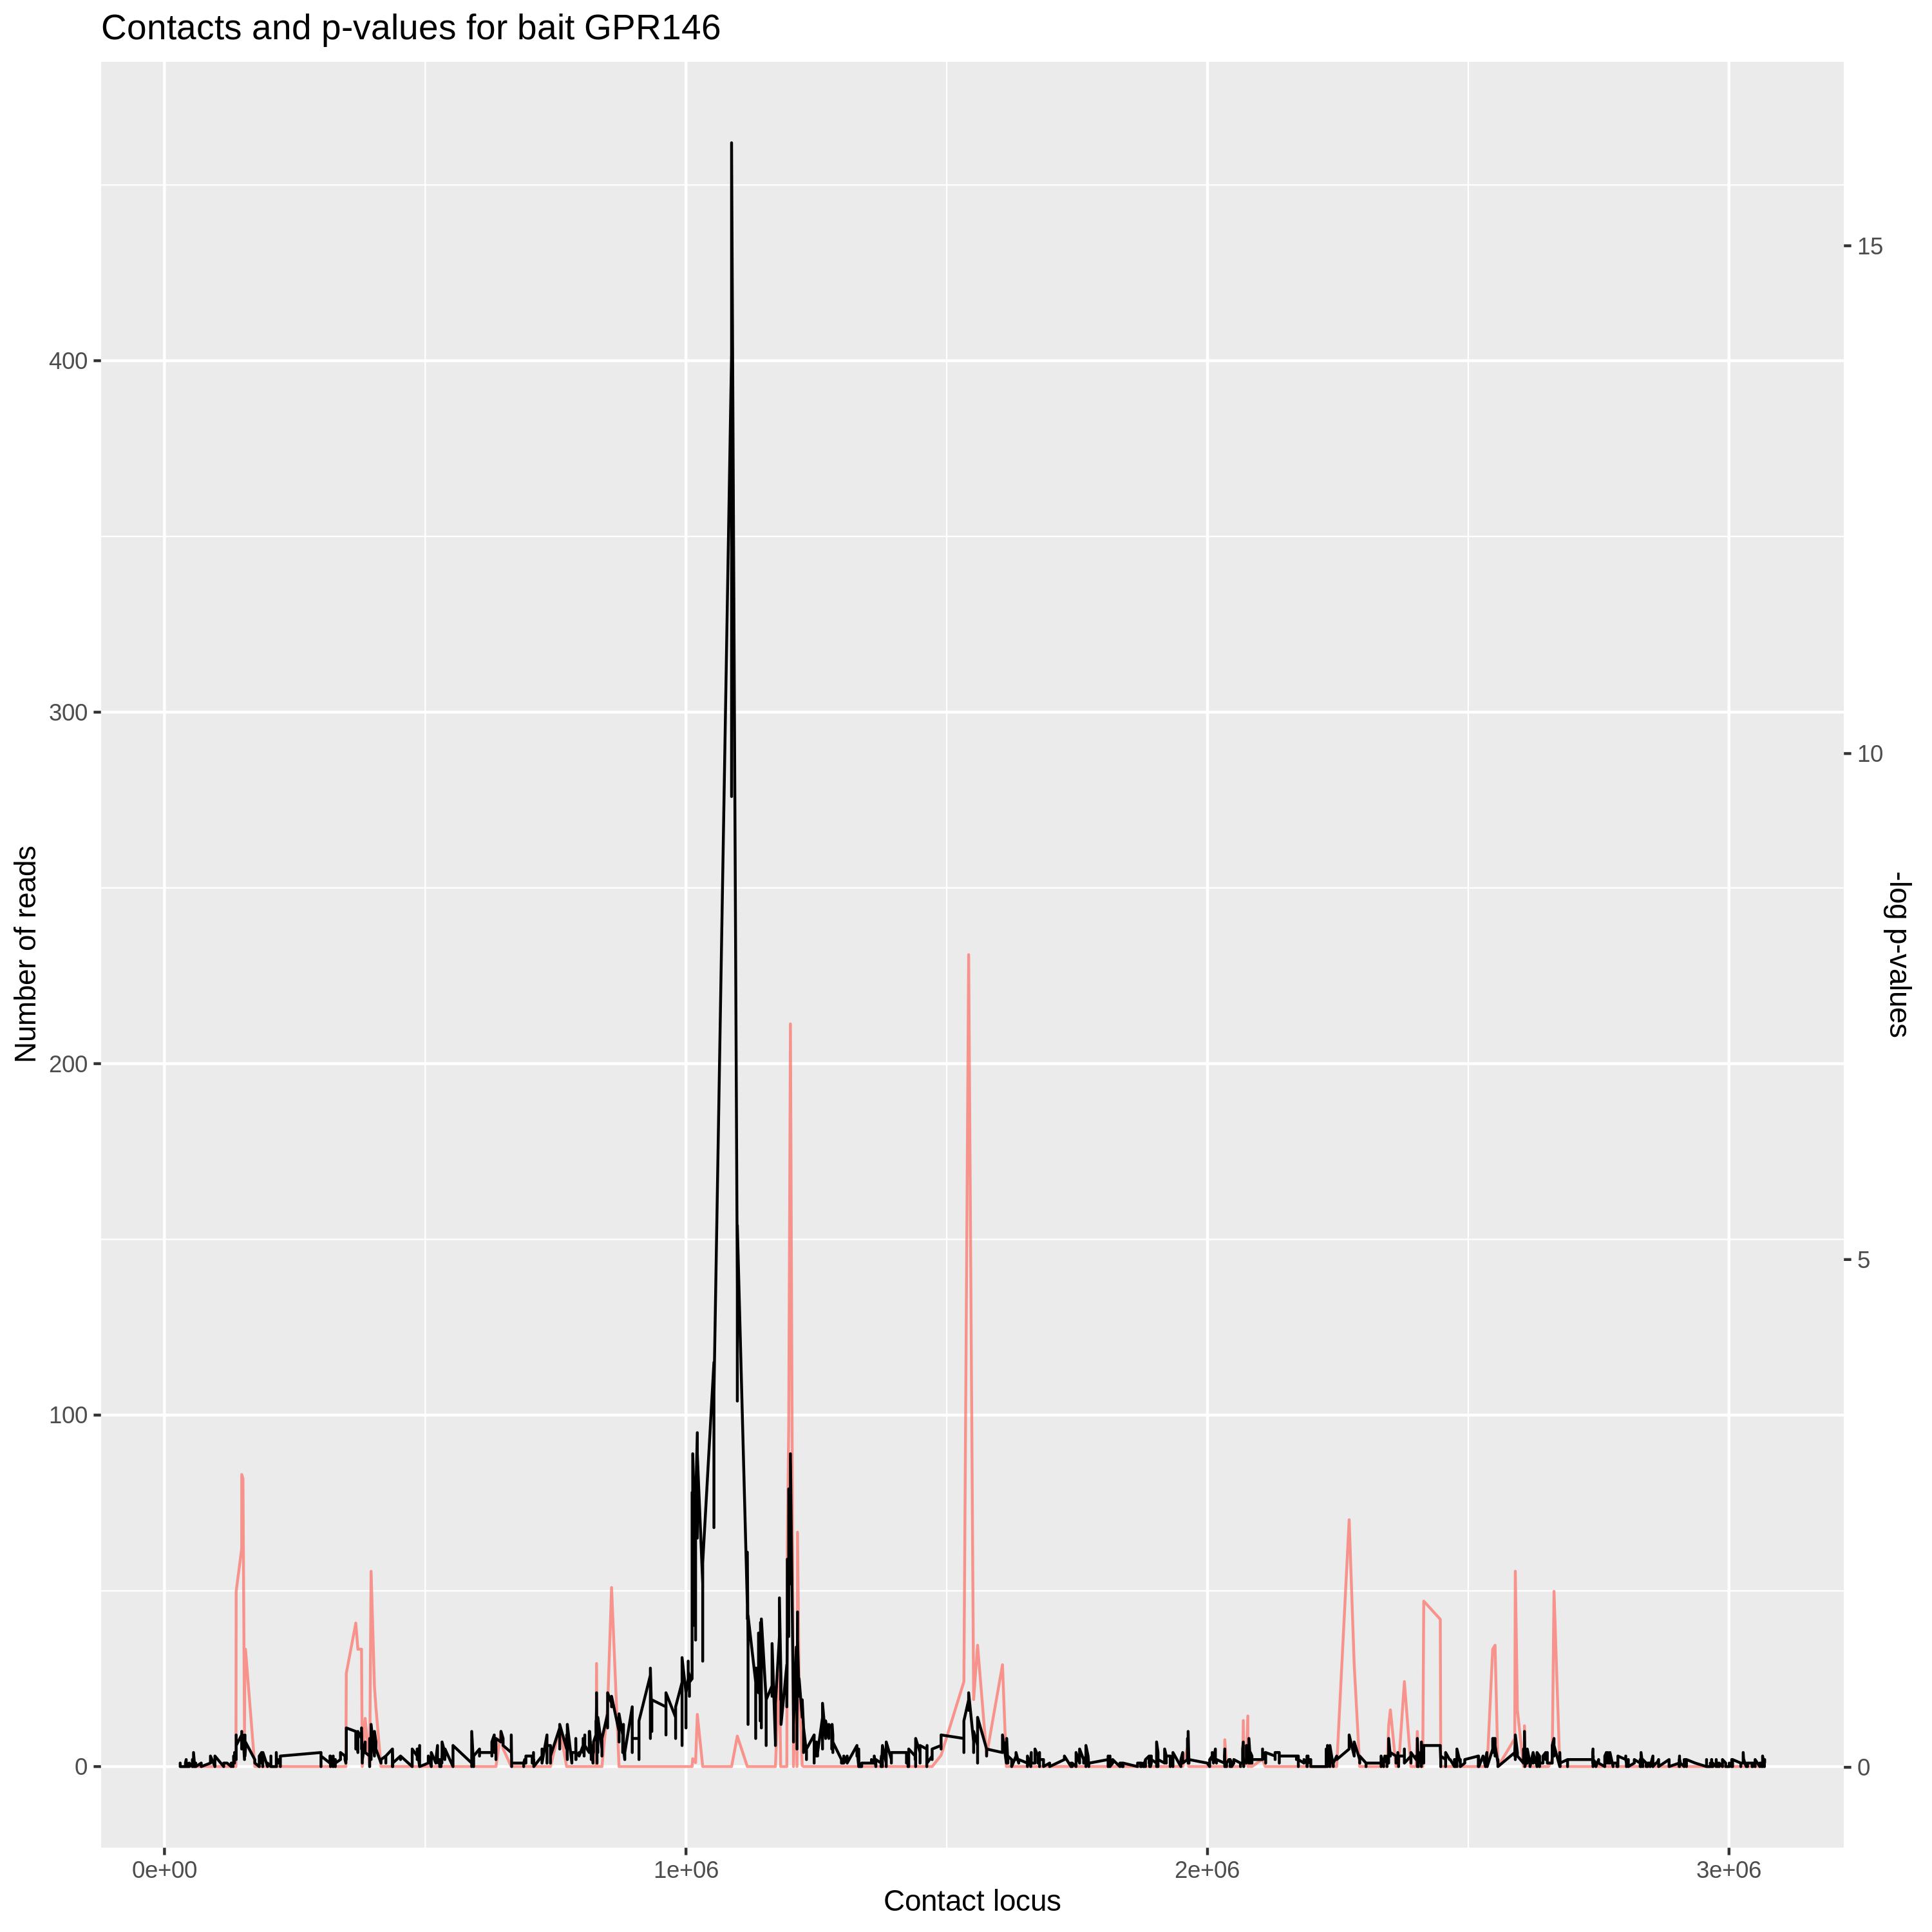 Contacts and p-values for bait GPR146
Number of reads
400
300
200
100
0
15
10
5
0
-log p-values
0e+00 1e+06 2e+06 3e+06
Contact locus